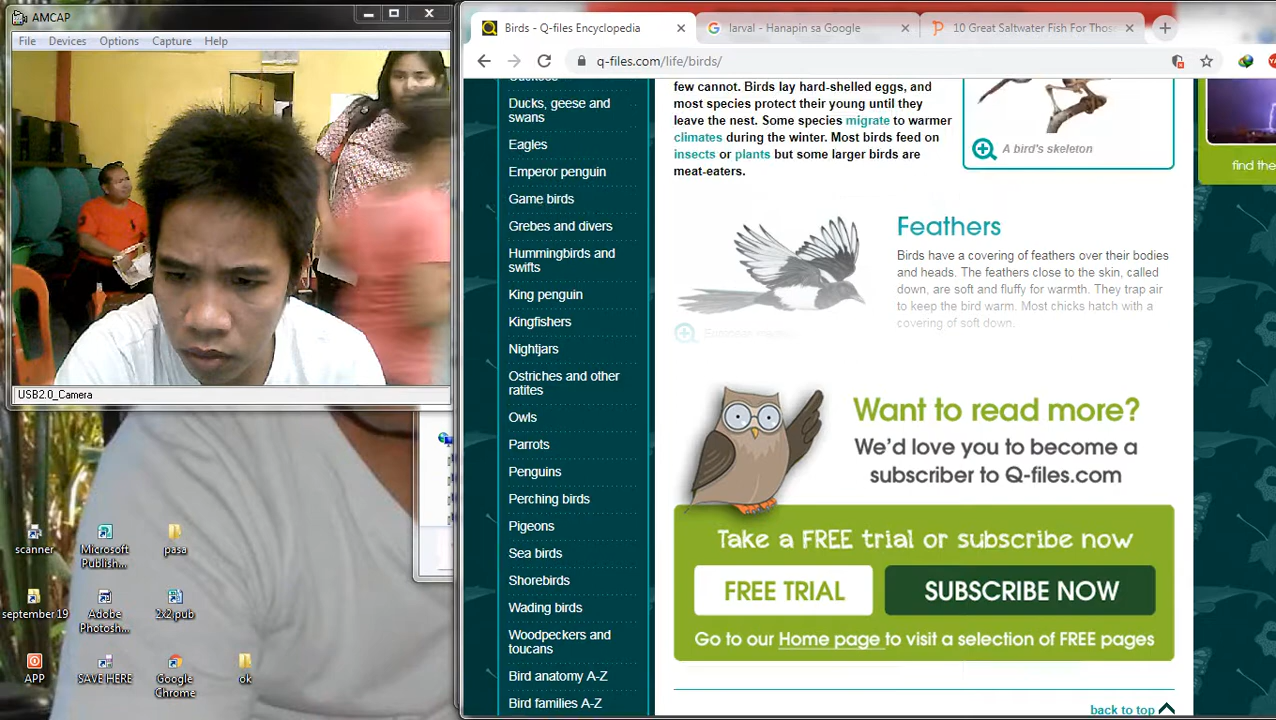 AMCAP
File Devices Options Capture Help
USB2.0_Camera
scanner
Microsoft Publish...
pasa
september 19
Adobe Photosh...
2x2.pub
APP
SAVE HERE
Google Chrome
ok
Birds - Q-files Encyclopedia
larval - Hanapin sa Google
10 Great Saltwater Fish For Thos
q-files.com/life/birds/
Ducks, geese and
swans
Eagles
Emperor penguin
Game birds
Grebes and divers
Hummingbirds and
swifts
King penguin
Kingfishers
Nightjars
Ostriches and other
ratites
Owls
Parrots
Penguins
Perching birds
Pigeons
Sea birds
Shorebirds
Wading birds
Woodpeckers and
toucans
Bird anatomy A-Z
Bird families A-Z
few cannot. Birds lay hard-shelled eggs, and
most species protect their young until they
leave the nest. Some species migrate to warmer
climates during the winter. Most birds feed on
insects or plants but some larger birds are
meat-eaters.
A bird's skeleton
find the
Feathers
Birds have a covering of feathers over their bodies
and heads. The feathers close to the skin, called
down, are soft and fluffy for warmth. They trap air
to keep the bird warm. Most chicks hatch with a
covering of soft down.
European magpie
Want to read more?
We'd love you to become a
subscriber to Q-files.com
Take a FREE trial or subscribe now
FREE TRIAL
SUBSCRIBE NOW
Go to our Home page to visit a selection of FREE pages
back to top